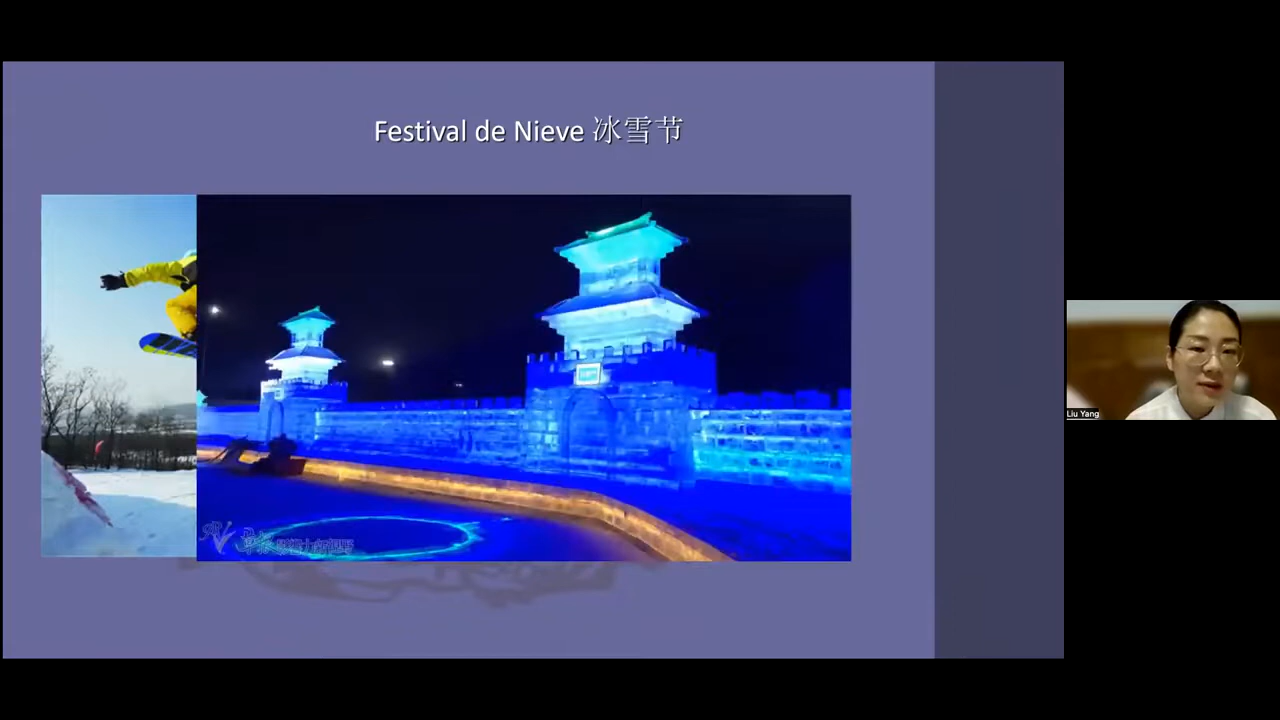 Festival de Nieve 冰雪节
Liu Yang